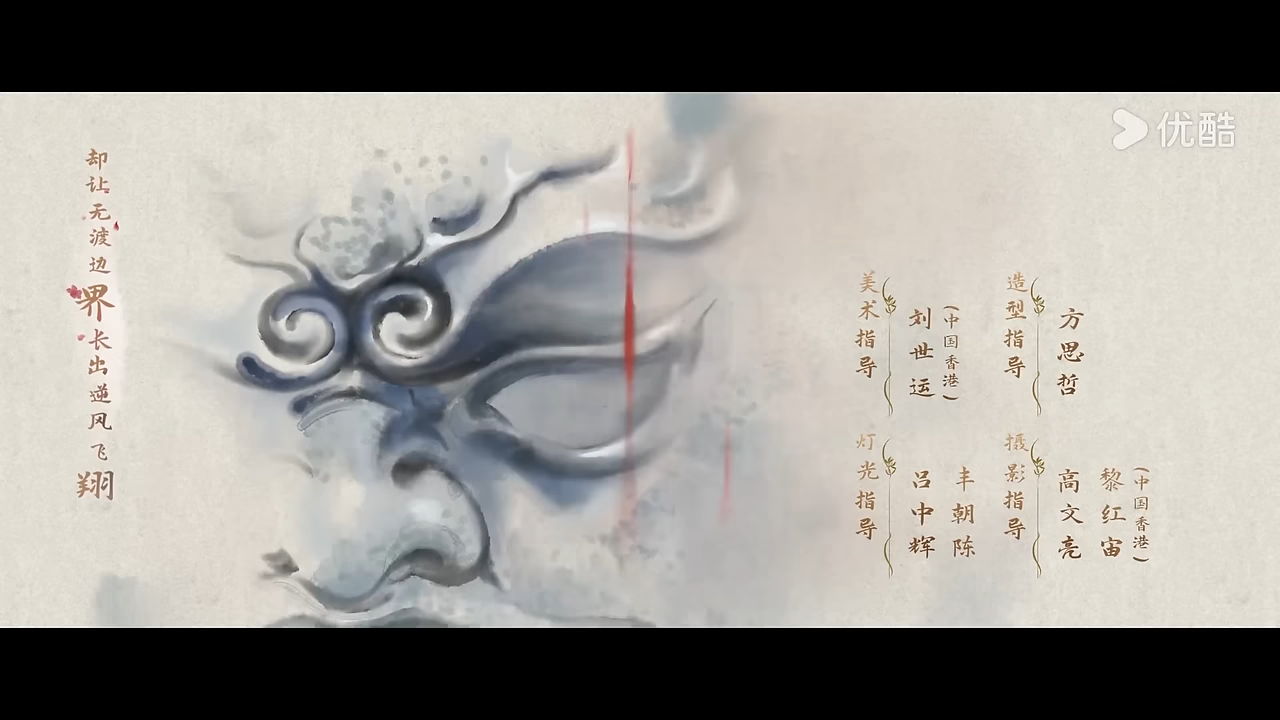 优酷
却让无渡边界长出逆风飞翔
美术指导
刘世运
(中国香港)
造型指导
方思哲
灯光指导
吕中辉
丰朝陈
摄影指导
高文亮
黎红宙
(中国香港)